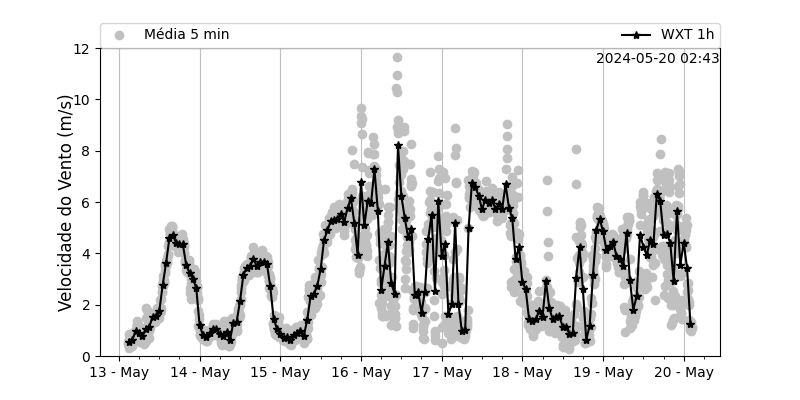 Média 5 min
WXT 1h
2024-05-20 02:43
Velocidade do Vento (m/s)
12
10
8
6
4
2
0
13 - May
14 - May
15 - May
16 - May
17 - May
18 - May
19 - May
20 - May